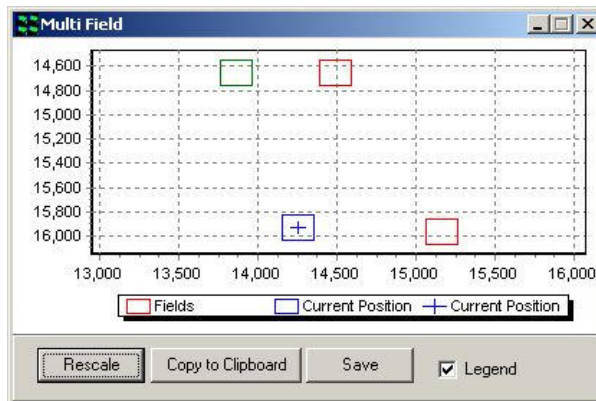 Multi Field
14,600
14,800
15,000
15,200
15,400
15,600
15,800
16,000
13,000 13,500 14,000 14,500 15,000 15,500 16,000
Fields Current Position Current Position
Rescale Copy to Clipboard Save Legend